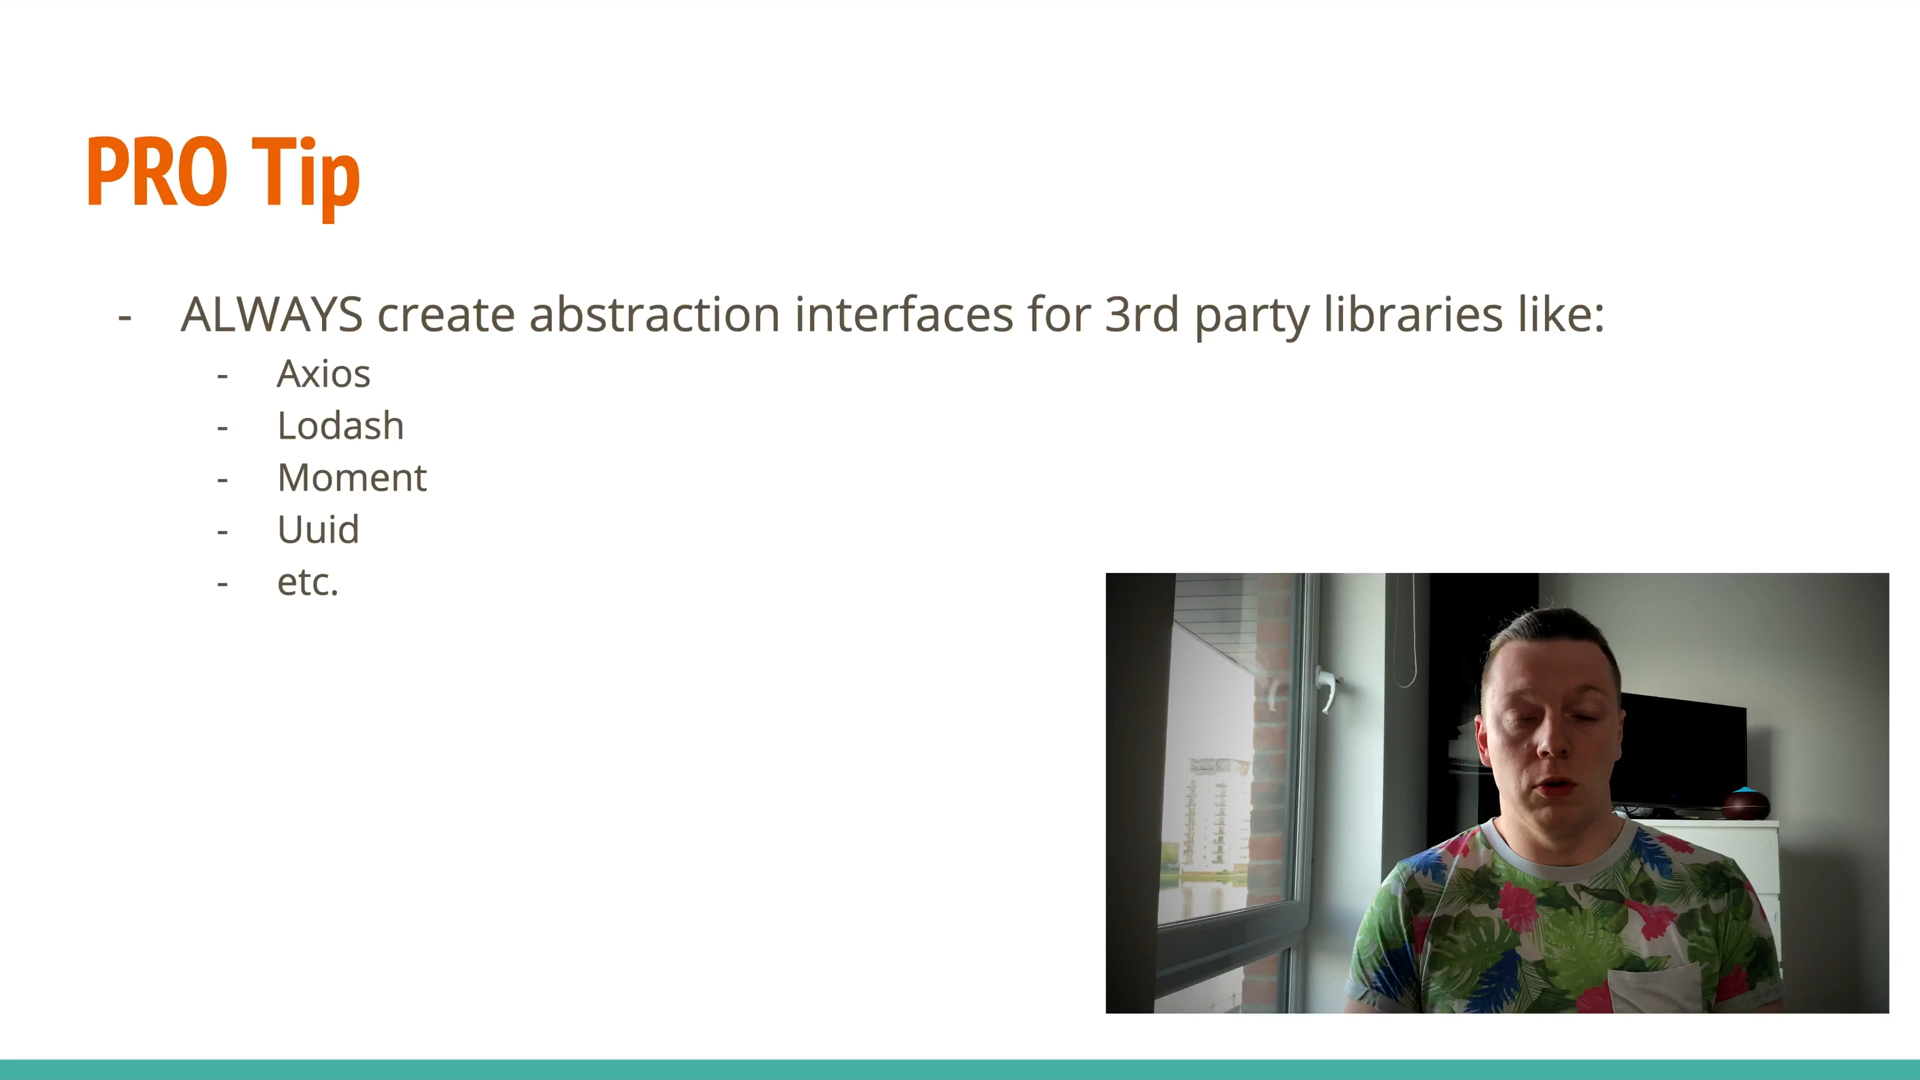 PRO Tip
- ALWAYS create abstraction interfaces for 3rd party libraries like:
- Axios
- Lodash
- Moment
- Uuid
- etc.